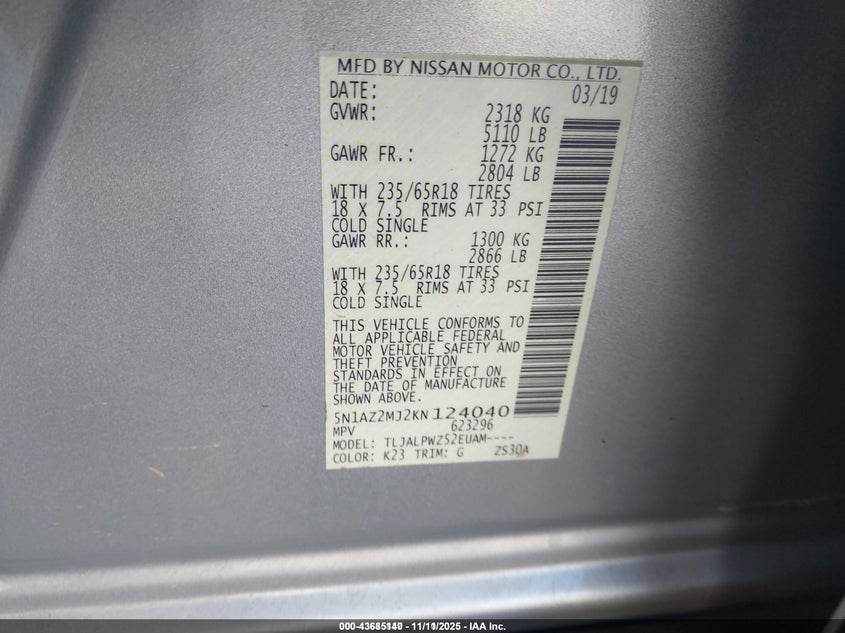 MFD BY NISSAN MOTOR CO., LTD.
DATE: 03/19
GVWR: 2318 KG
5110 LB
GAWR FR.: 1272 KG
2804 LB
WITH 235/65R18 TIRES
18 X 7.5 RIMS AT 33 PSI
COLD SINGLE
GAWR RR.: 1300 KG
2866 LB
WITH 235/65R18 TIRES
18 X 7.5 RIMS AT 33 PSI
COLD SINGLE
THIS VEHICLE CONFORMS TO
ALL APPLICABLE FEDERAL
MOTOR VEHICLE SAFETY AND
THEFT PREVENTION
STANDARDS IN EFFECT ON
THE DATE OF MANUFACTURE
SHOWN ABOVE.
5N1AZ2MJ2KN124040
MPV 623296
MODEL: TLJALPWZ52EUAM----
COLOR: K23 TRIM: G ZS30A
- IAA Inc.